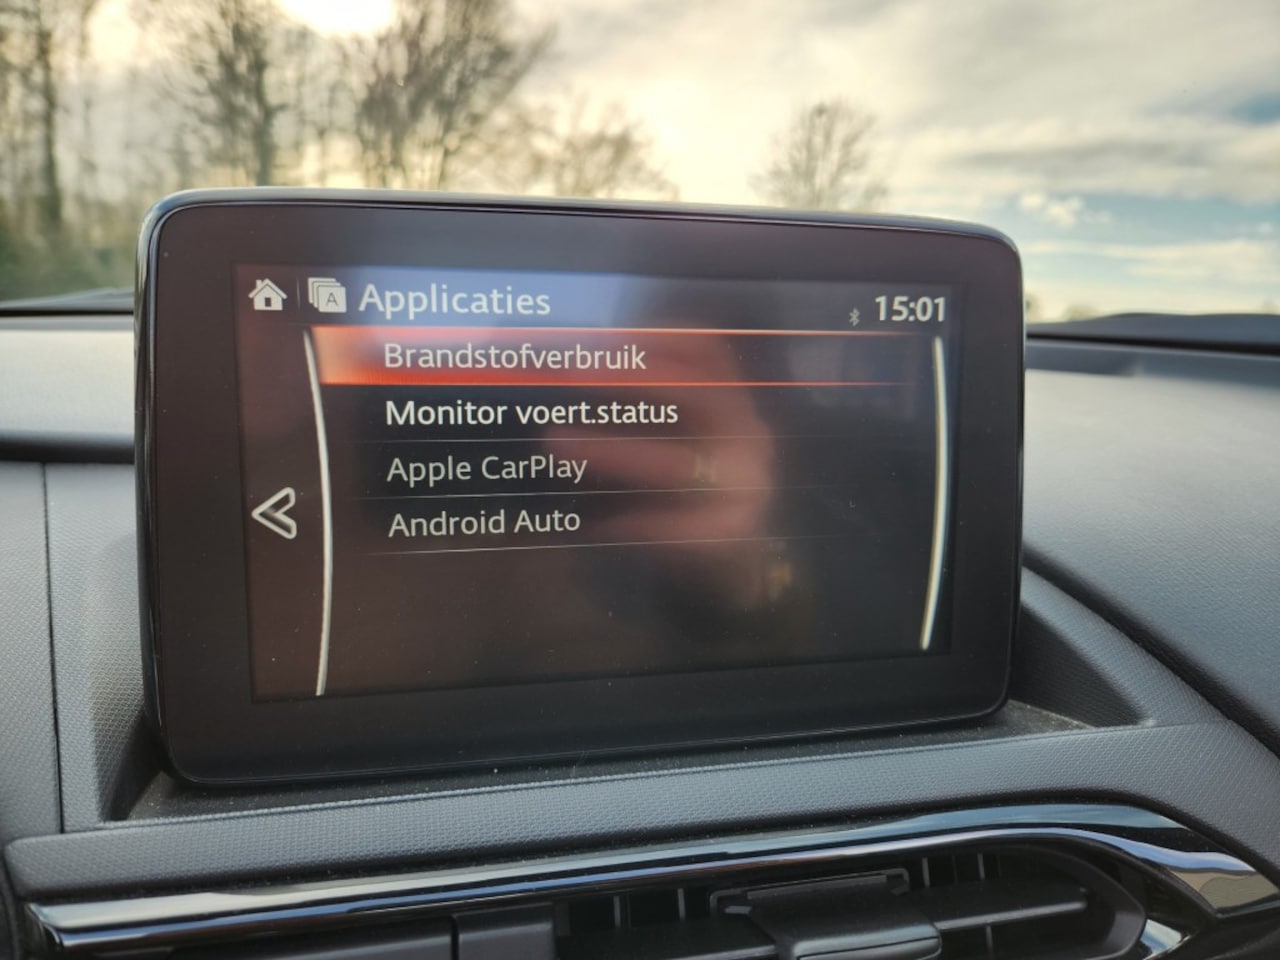 Applicaties
15:01
Brandstofverbruik
Monitor voert.status
Apple CarPlay
Android Auto